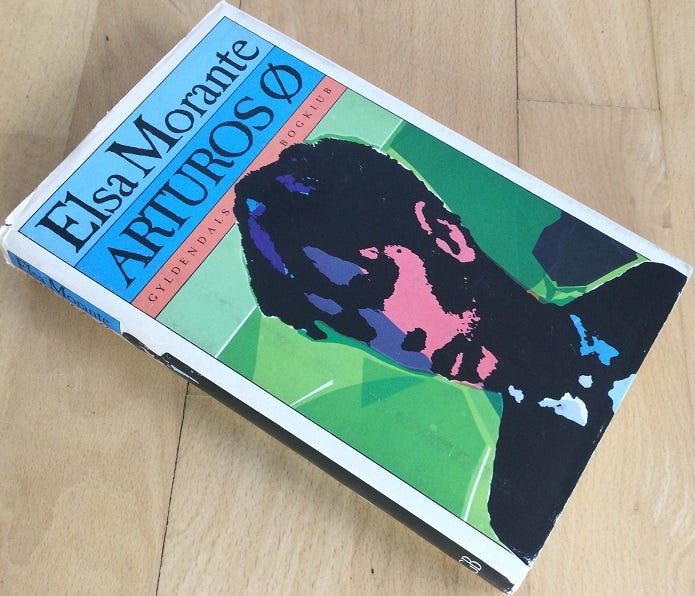 Elsa Morante
ARTUROS Ø
GYLDENDALS BOGKLUB
Elsa Morante